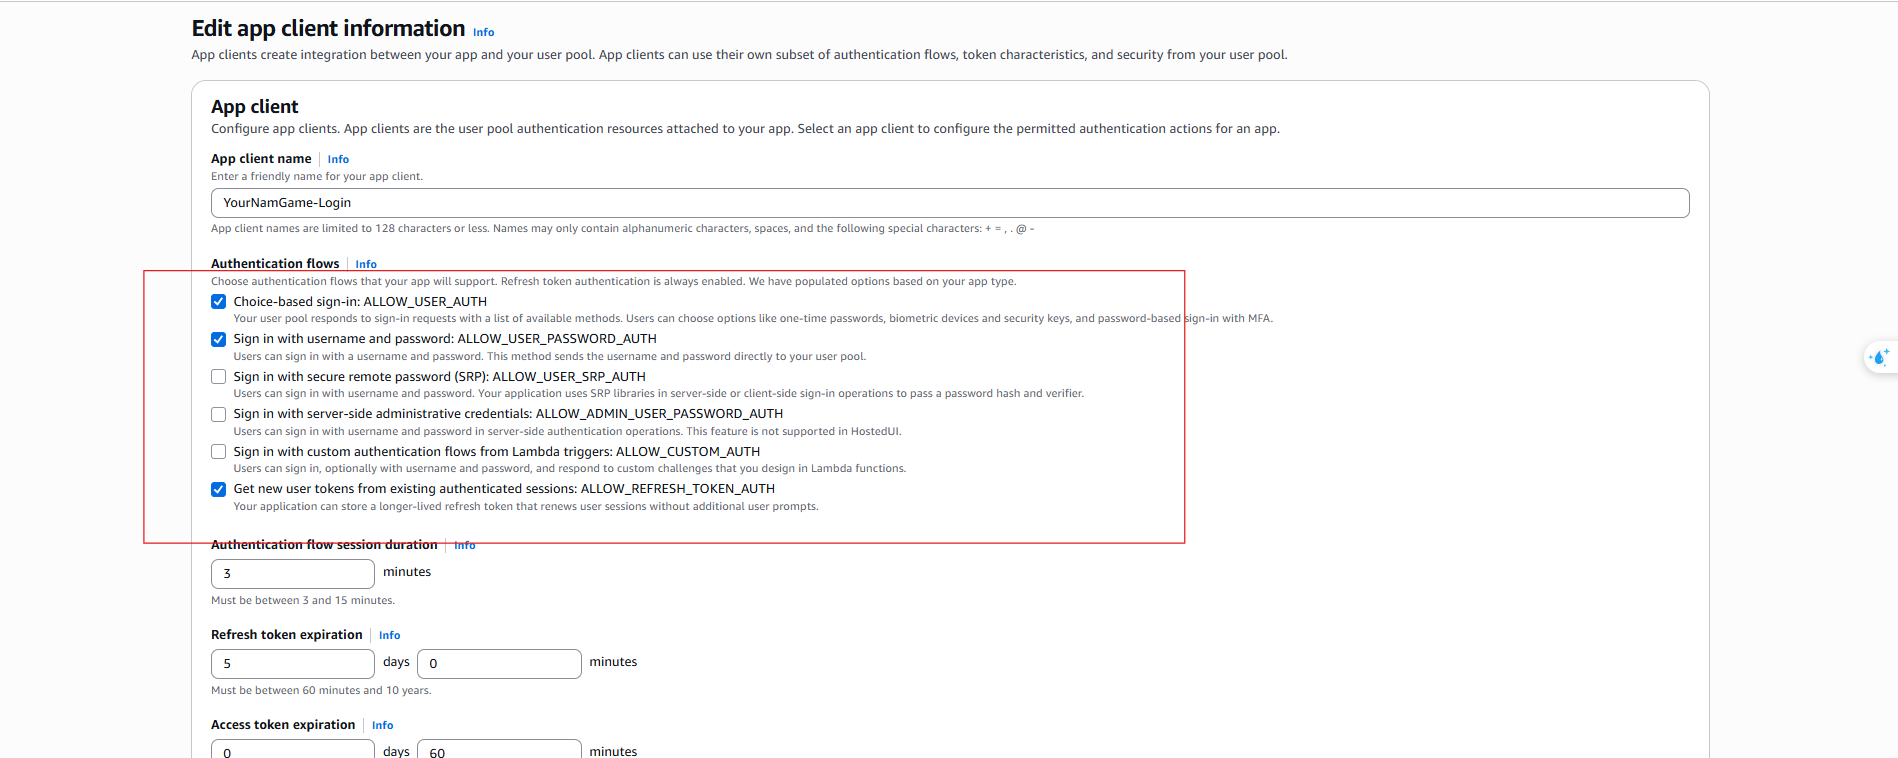 Edit app client information Info
App clients create integration between your app and your user pool. App clients can use their own subset of authentication flows, token characteristics, and security from your user pool.
App client
Configure app clients. App clients are the user pool authentication resources attached to your app. Select an app client to configure the permitted authentication actions for an app.
App client name Info
Enter a friendly name for your app client.
YourNamGame-Login
App client names are limited to 128 characters or less. Names may only contain alphanumeric characters, spaces, and the following special characters: + = , . @ -
Authentication flows Info
Choose authentication flows that your app will support. Refresh token authentication is always enabled. We have populated options based on your app type.
Choice-based sign-in: ALLOW_USER_AUTH
Your user pool responds to sign-in requests with a list of available methods. Users can choose options like one-time passwords, biometric devices and security keys, and password-based sign-in with MFA.
Sign in with username and password: ALLOW_USER_PASSWORD_AUTH
Users can sign in with a username and password. This method sends the username and password directly to your user pool.
Sign in with secure remote password (SRP): ALLOW_USER_SRP_AUTH
Users can sign in with username and password. Your application uses SRP libraries in server-side or client-side sign-in operations to pass a password hash and verifier.
Sign in with server-side administrative credentials: ALLOW_ADMIN_USER_PASSWORD_AUTH
Users can sign in with username and password in server-side authentication operations. This feature is not supported in HostedUI.
Sign in with custom authentication flows from Lambda triggers: ALLOW_CUSTOM_AUTH
Users can sign in, optionally with username and password, and respond to custom challenges that you design in Lambda functions.
Get new user tokens from existing authenticated sessions: ALLOW_REFRESH_TOKEN_AUTH
Your application can store a longer-lived refresh token that renews user sessions without additional user prompts.
Authentication flow session duration Info
3 minutes
Must be between 3 and 15 minutes.
Refresh token expiration Info
5 days 0 minutes
Must be between 60 minutes and 10 years.
Access token expiration Info
0 days 60 minutes